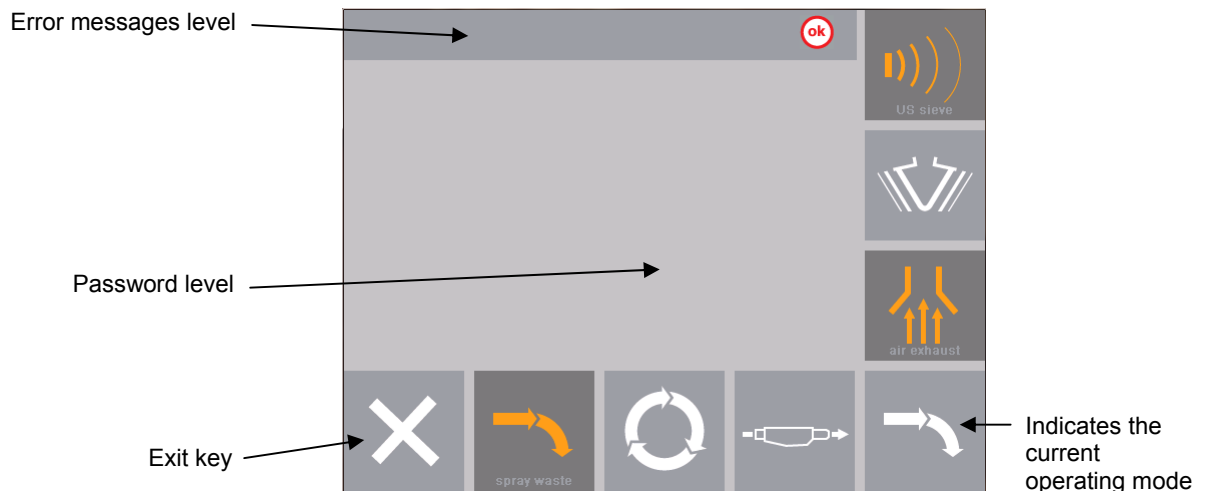 Error messages level
ok
US sieve
Password level
air exhaust
Exit key
spray waste
Indicates the
current
operating mode